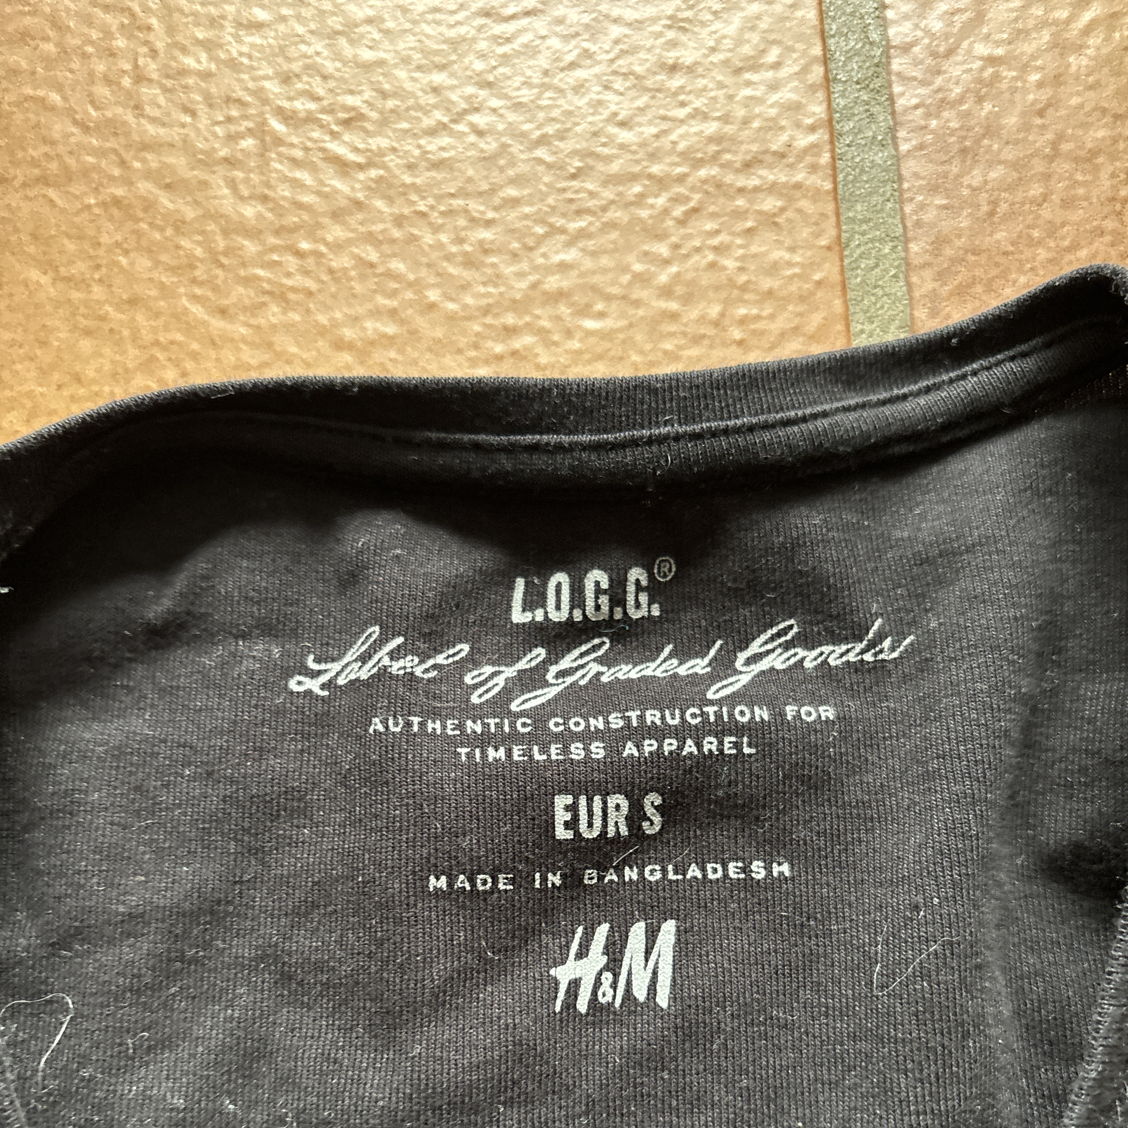 L.O.G.G.®
Label of Graded Goods
AUTHENTIC CONSTRUCTION FOR
TIMELESS APPAREL
EUR S
MADE IN BANGLADESH
H&M